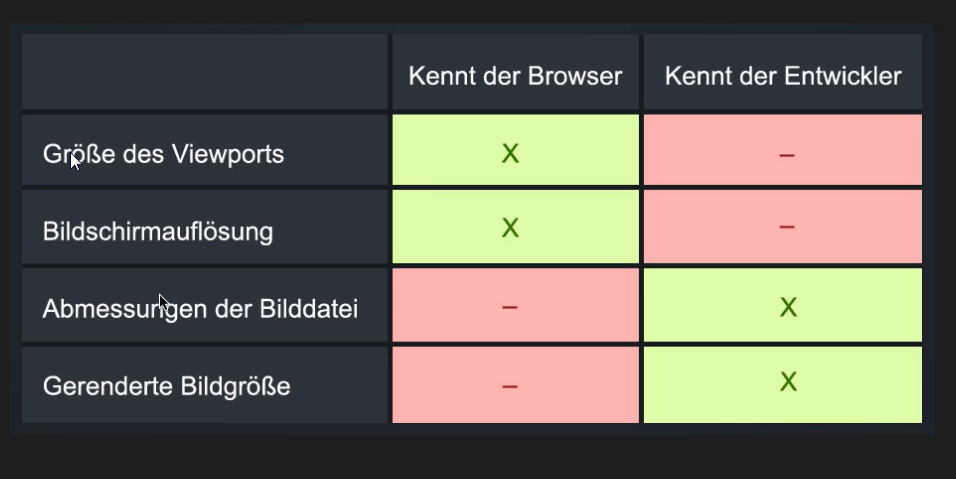 Kennt der Browser Kennt der Entwickler
Größe des Viewports X –
Bildschirmauflösung X –
Abmessungen der Bilddatei – X
Gerenderte Bildgröße – X